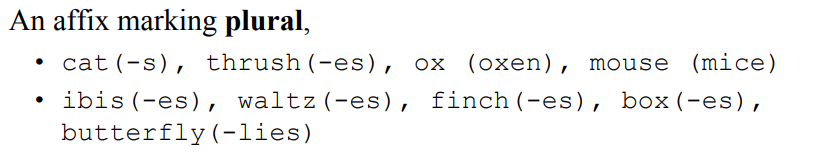 An affix marking plural,
• cat(-s), thrush(-es), ox (oxen), mouse (mice)
• ibis(-es), waltz(-es), finch(-es), box(-es),
butterfly(-lies)